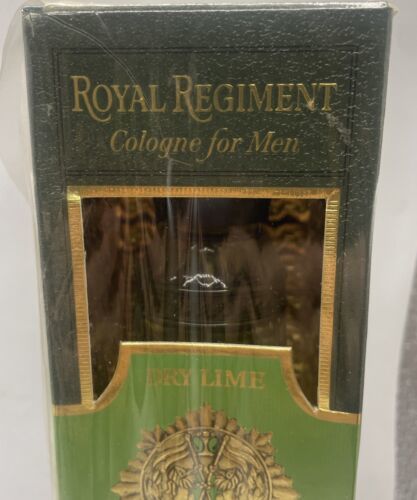 ROYAL REGIMENT
Cologne for Men
DRY LIME